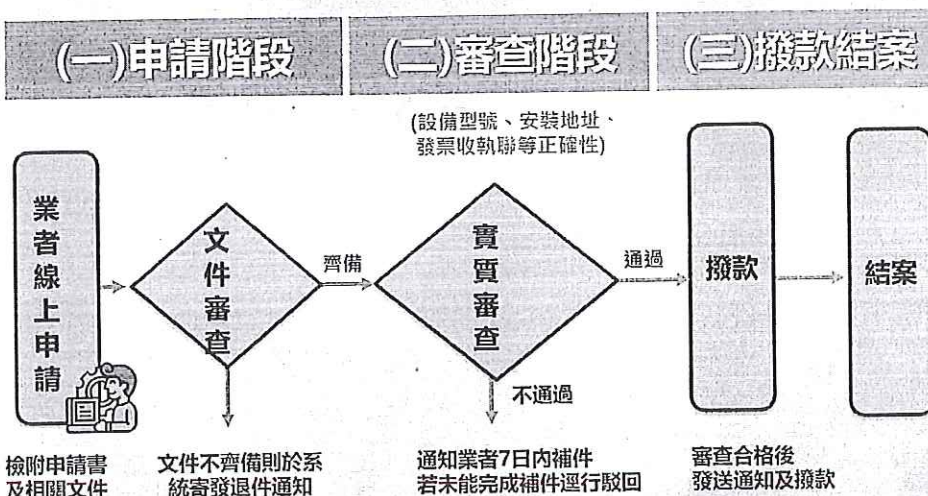 (一)申請階段
(二)審查階段
(三)撥款結案
(設備型號、安裝地址、
發票收執聯等正確性)
業者線上申請
文件審查
齊備
實質審查
通過
不通過
撥款
結案
檢附申請書
及相關文件
文件不齊備則於系
統寄發退件通知
通知業者7日內補件
若未能完成補件逕行駁回
審查合格後
發送通知及撥款